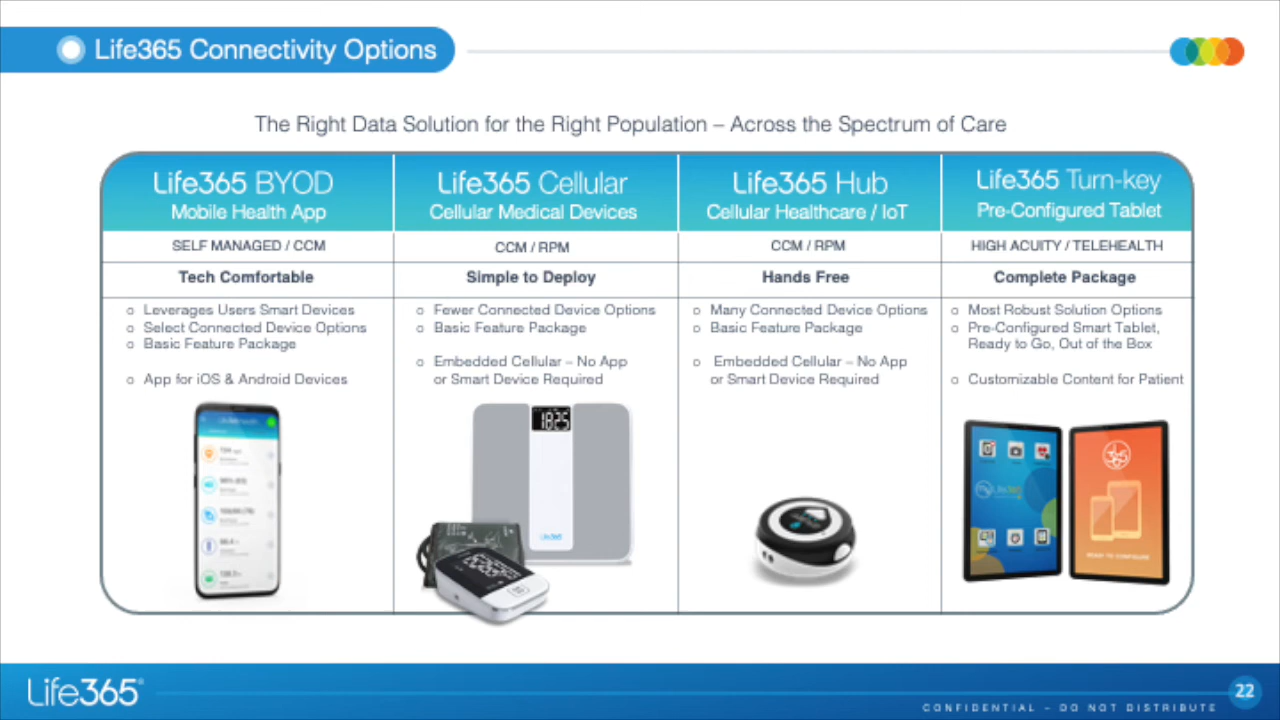 Life365 Connectivity Options
The Right Data Solution for the Right Population – Across the Spectrum of Care
Life365 BYOD
Mobile Health App
SELF MANAGED / CCM
Tech Comfortable
o Leverages Users Smart Devices
o Select Connected Device Options
o Basic Feature Package
o App for iOS & Android Devices
Life365 Cellular
Cellular Medical Devices
CCM / RPM
Simple to Deploy
o Fewer Connected Device Options
o Basic Feature Package
o Embedded Cellular – No App
or Smart Device Required
1825
Life365
Life365 Hub
Cellular Healthcare / IoT
CCM / RPM
Hands Free
o Many Connected Device Options
o Basic Feature Package
o Embedded Cellular – No App
or Smart Device Required
Life365 Turn-key
Pre-Configured Tablet
HIGH ACUITY / TELEHEALTH
Complete Package
o Most Robust Solution Options
o Pre-Configured Smart Tablet,
Ready to Go, Out of the Box
o Customizable Content for Patient
365
READY TO CONFIGURE
Life365®
CONFIDENTIAL – DO NOT DISTRIBUTE
22